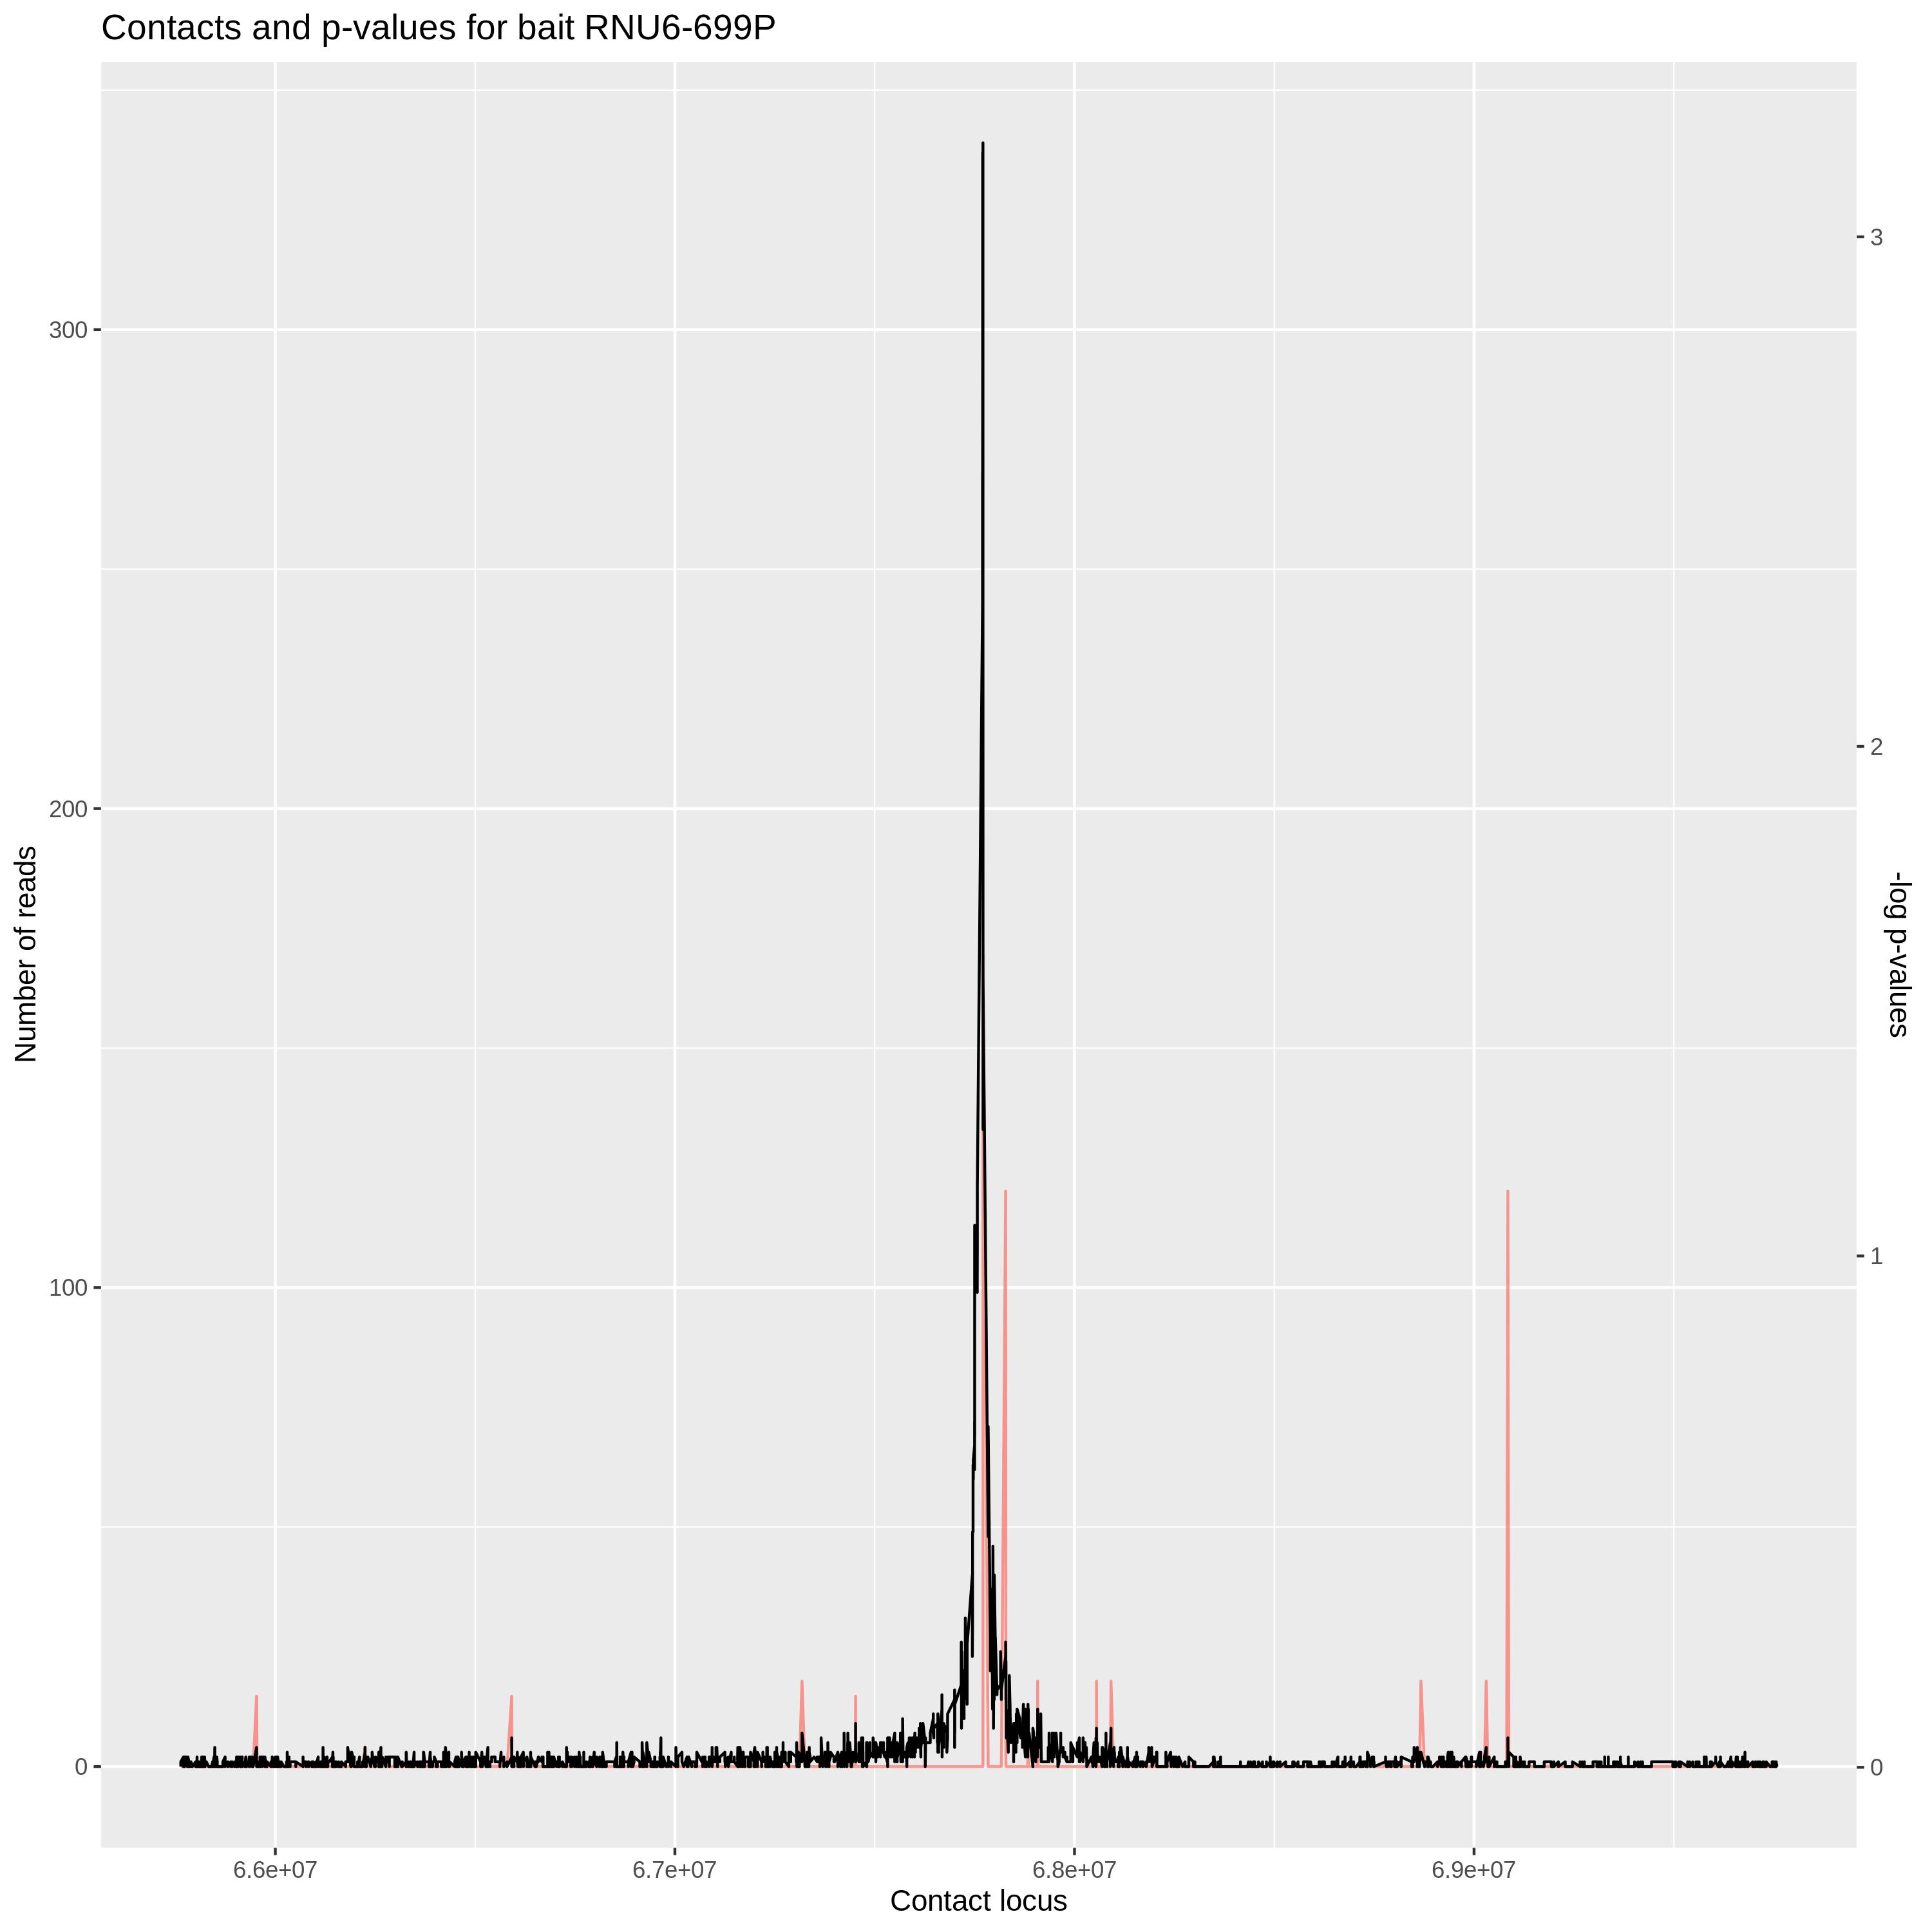 Contacts and p-values for bait RNU6-699P
300
200
100
0
Number of reads
3
2
1
0
-log p-values
6.6e+07
6.7e+07
6.8e+07
6.9e+07
Contact locus